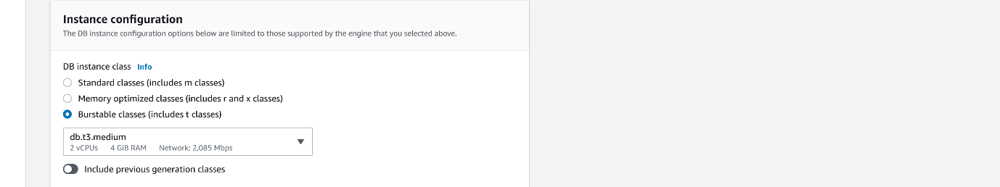 Instance configuration
The DB instance configuration options below are limited to those supported by the engine that you selected above.
DB instance class Info
Standard classes (includes m classes)
Memory optimized classes (includes r and x classes)
Burstable classes (includes t classes)
db.t3.medium
2 vCPUs 4 GiB RAM Network: 2,085 Mbps
Include previous generation classes